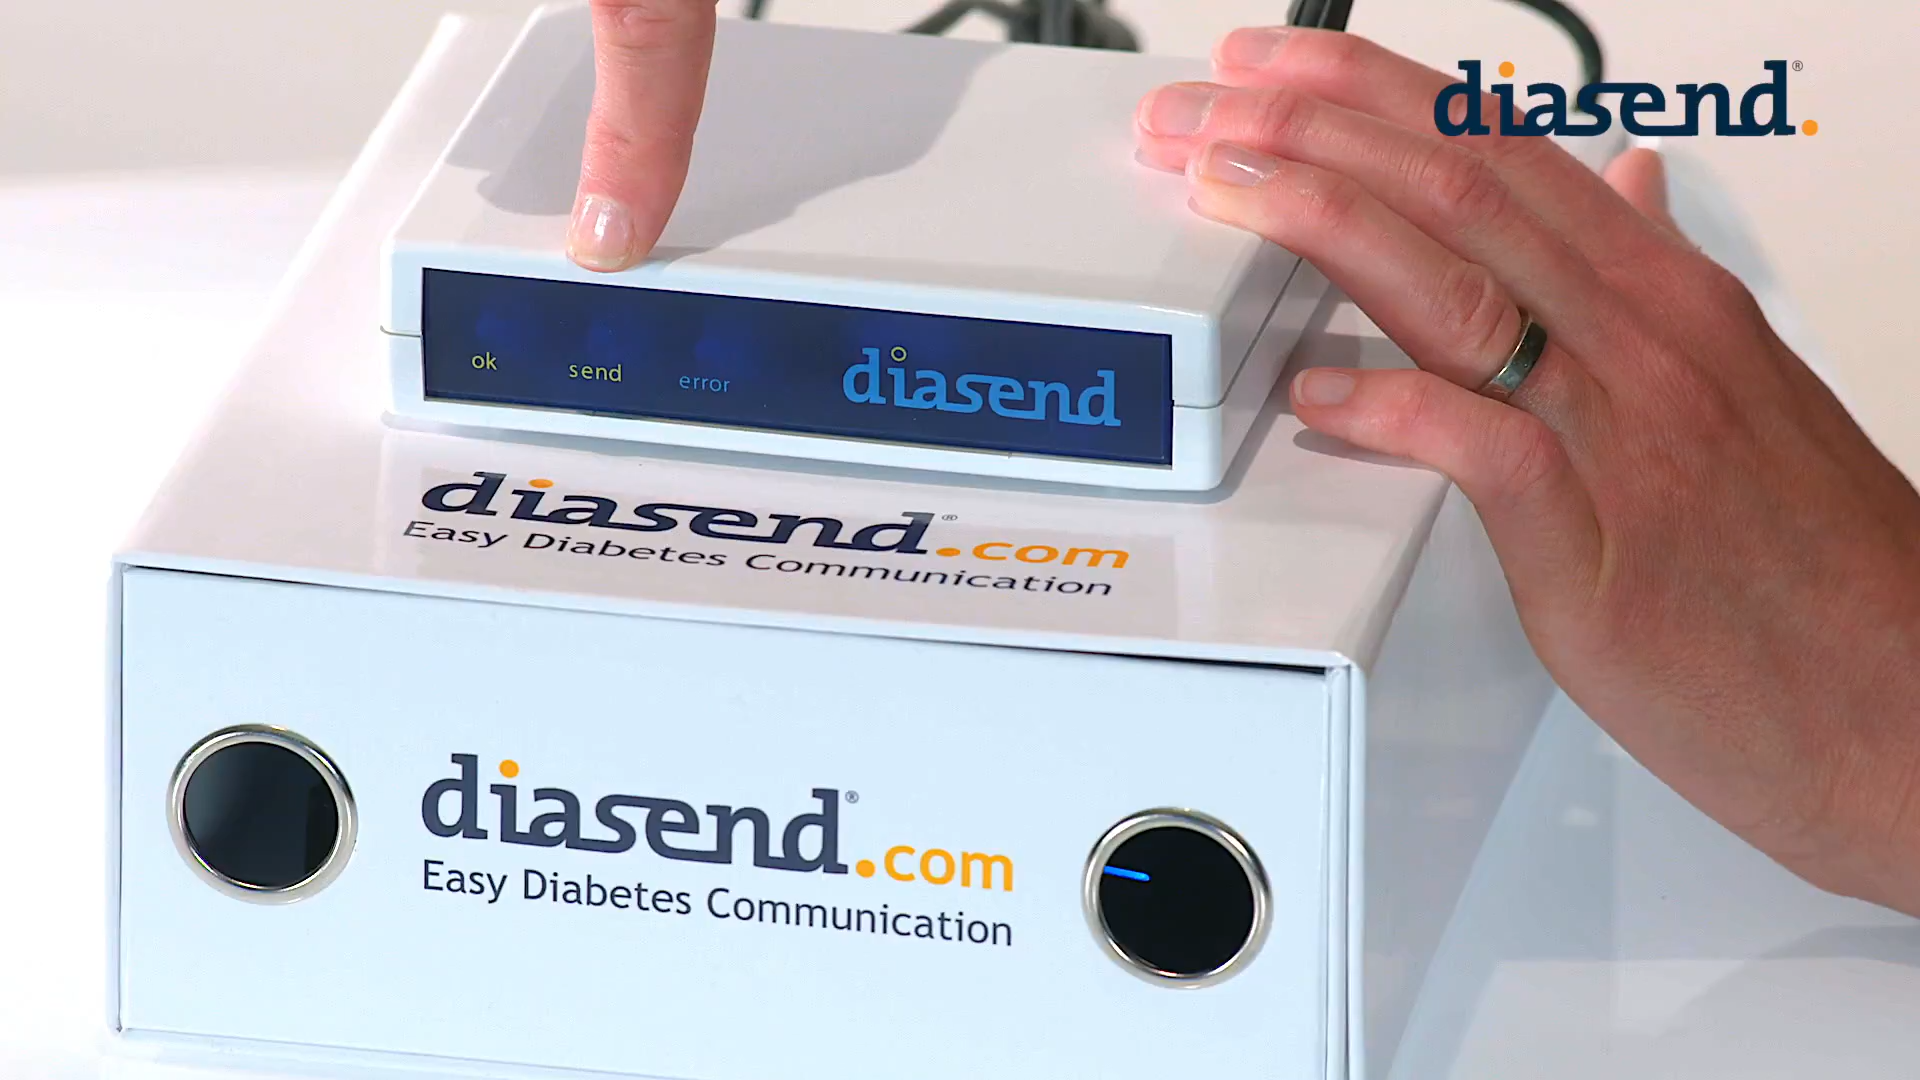 diasend®.
ok send error diasend
diasend®.com
Easy Diabetes Communication
diasend®.com
Easy Diabetes Communication